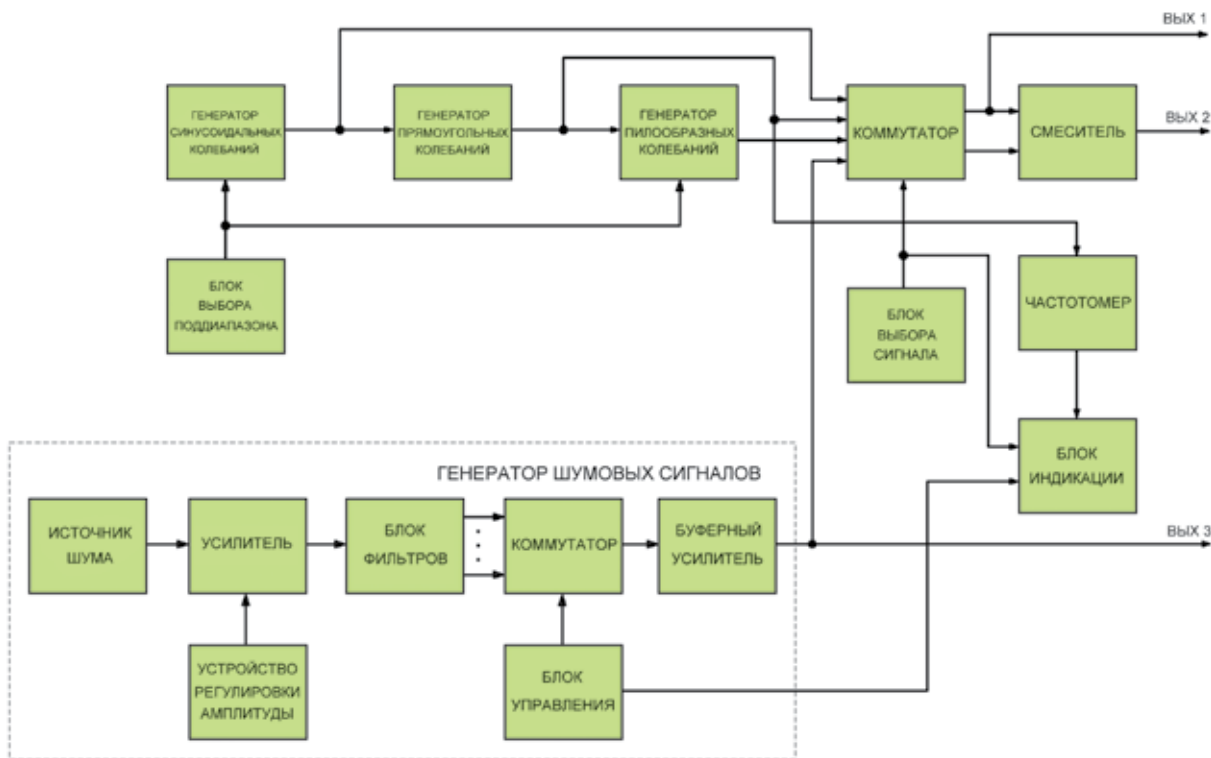 ВЫХ 1
ГЕНЕРАТОР
СИНУСОИДАЛЬНЫХ
КОЛЕБАНИЙ
ГЕНЕРАТОР
ПРЯМОУГОЛЬНЫХ
КОЛЕБАНИЙ
ГЕНЕРАТОР
ПИЛООБРАЗНЫХ
КОЛЕБАНИЙ
КОММУТАТОР
СМЕСИТЕЛЬ
ВЫХ 2
БЛОК
ВЫБОРА
ПОДДИАПАЗОНА
БЛОК
ВЫБОРА
СИГНАЛА
ЧАСТОТОМЕР
БЛОК
ИНДИКАЦИИ
ГЕНЕРАТОР ШУМОВЫХ СИГНАЛОВ
ИСТОЧНИК
ШУМА
УСИЛИТЕЛЬ
БЛОК
ФИЛЬТРОВ
КОММУТАТОР
БУФЕРНЫЙ
УСИЛИТЕЛЬ
ВЫХ 3
УСТРОЙСТВО
РЕГУЛИРОВКИ
АМПЛИТУДЫ
БЛОК
УПРАВЛЕНИЯ